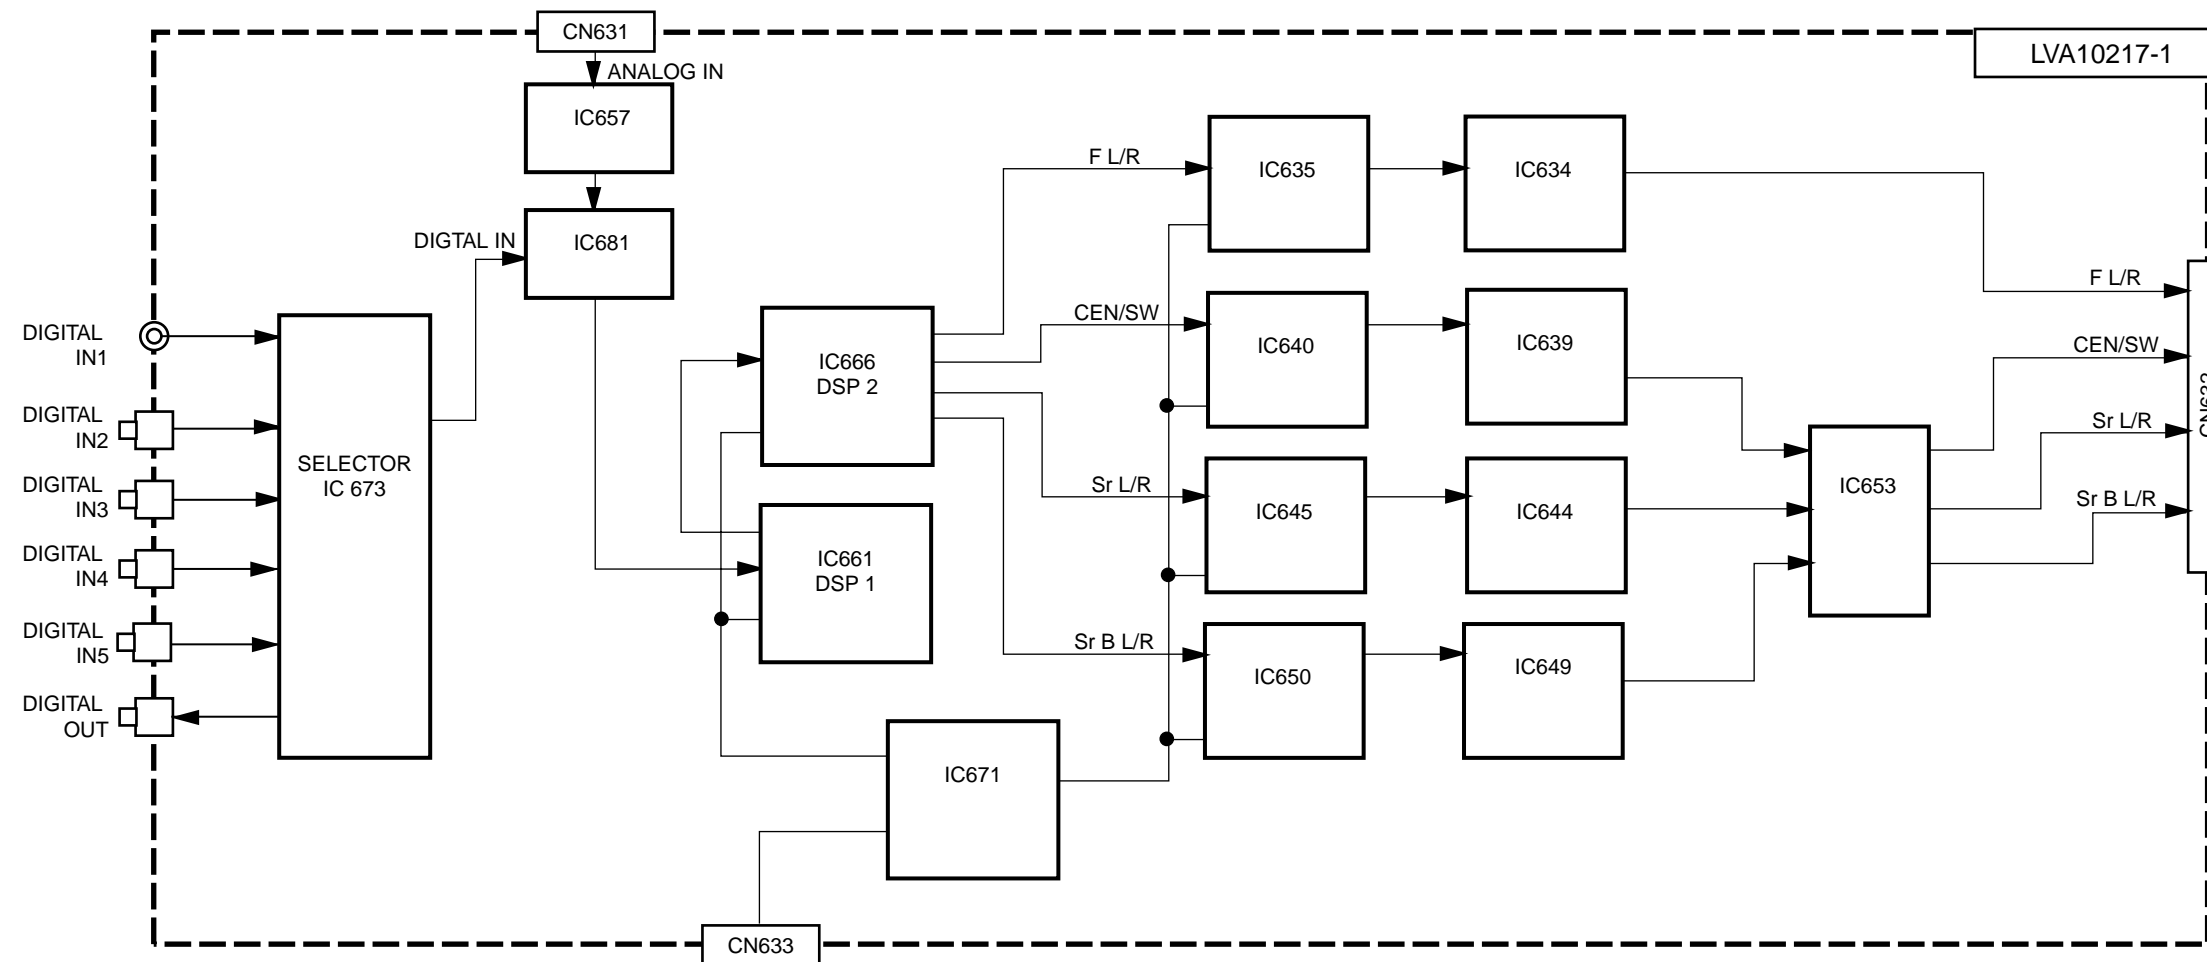 CN631
LVA10217-1
ANALOG IN
IC657
F L/R
IC635
IC634
DIGTAL IN
IC681
F L/R
DIGITAL
IN1
CEN/SW
IC640
IC639
CEN/SW
IC666
DSP 2
DIGITAL
IN2
Sr L/R
SELECTOR
IC 673
DIGITAL
IN3
Sr L/R
IC645
IC644
IC653
Sr B L/R
DIGITAL
IN4
IC661
DSP 1
DIGITAL
IN5
Sr B L/R
IC650
IC649
DIGITAL
OUT
IC671
CN633